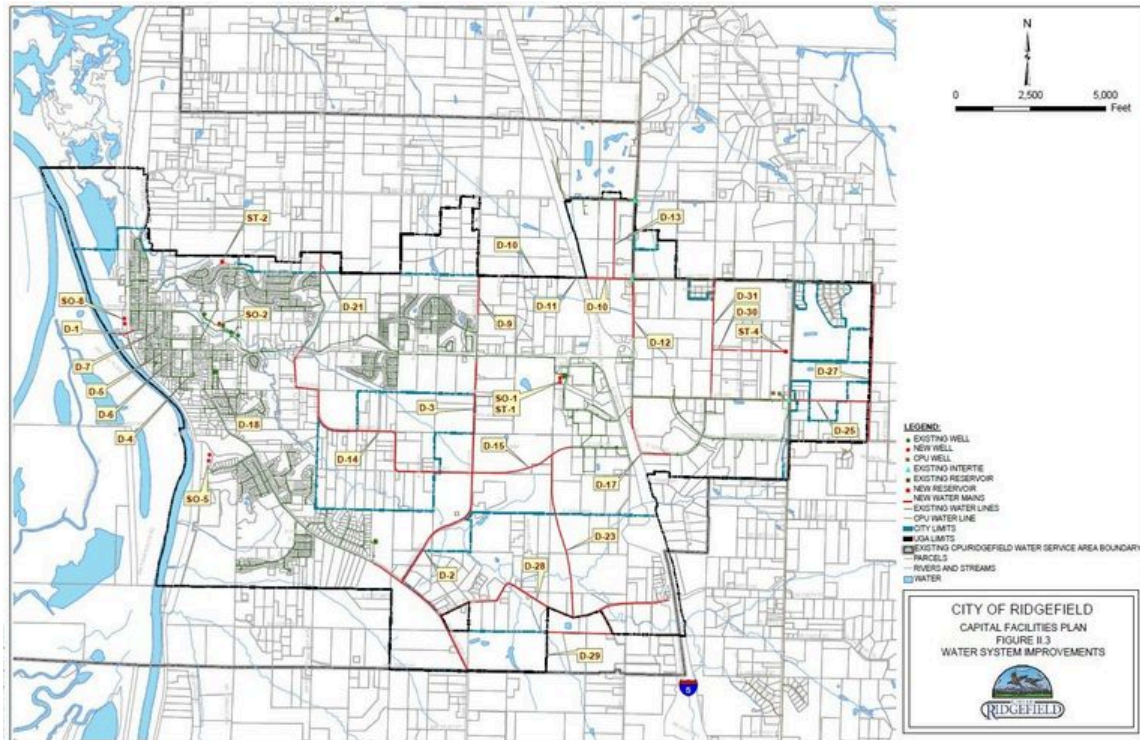 N
0 2,500 5,000
Feet
ST-2
D-13
D-10
SO-8
D-21
D-11
D-10
D-31
D-1
SO-2
D-9
D-30
D-12
ST-4
D-7
D-5
D-27
D-6
SO-1
ST-1
D-3
D-4
D-18
D-15
D-25
D-14
D-17
SO-5
D-23
D-2
D-28
D-29
5
LEGEND:
EXISTING WELL
NEW WELL
CPU WELL
EXISTING INTERTIE
EXISTING RESERVOIR
NEW RESERVOIR
NEW WATER MAINS
EXISTING WATER LINES
CPU WATER LINE
CITY LIMITS
UGA LIMITS
EXISTING CPU/RIDGEFIELD WATER SERVICE AREA BOUNDARY
PARCELS
RIVERS AND STREAMS
WATER
CITY OF RIDGEFIELD
CAPITAL FACILITIES PLAN
FIGURE II.3
WATER SYSTEM IMPROVEMENTS
RIDGEFIELD